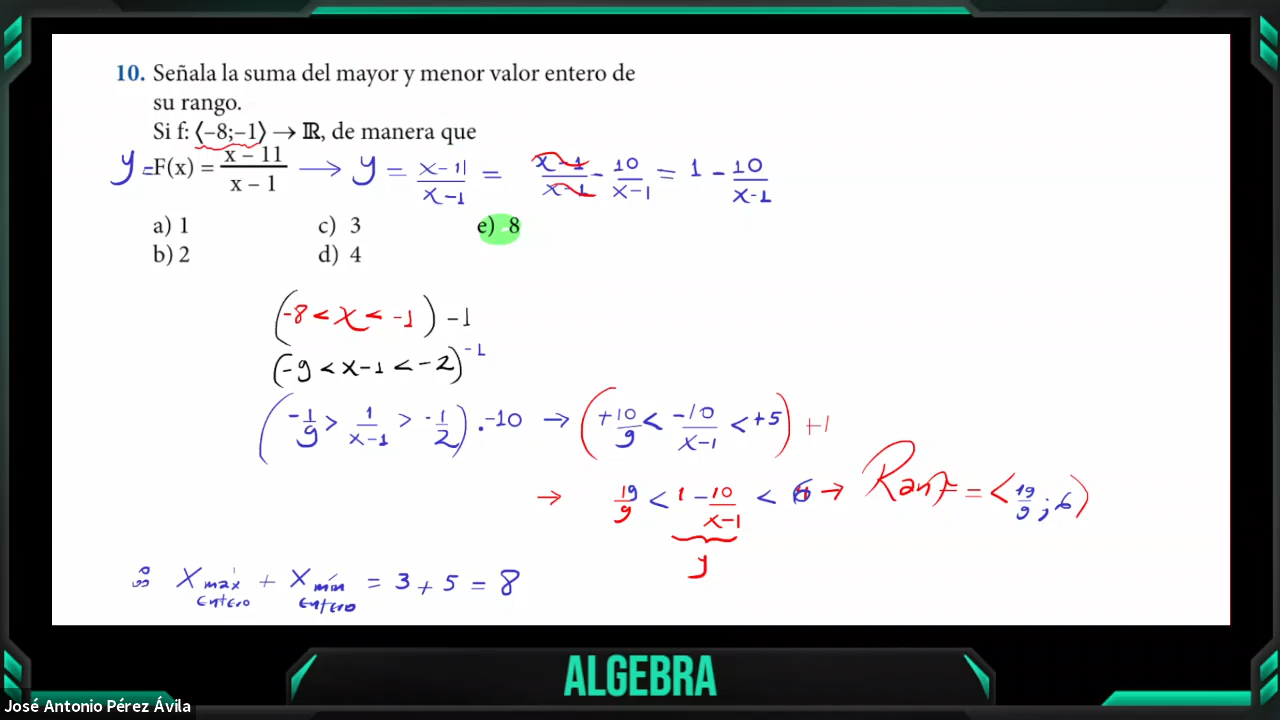 10. Señala la suma del mayor y menor valor entero de
su rango.
Si f: ⟨–8;–1⟩ → ℝ, de manera que
y = F(x) = (x – 11)/(x – 1) → y = (x-11)/(x-1) = (x-1)/(x-1) - 10/(x-1) = 1 - 10/(x-1)
a) 1 c) 3 e) 8
b) 2 d) 4
(-8 < x < -1) -1
(-9 < x-1 < -2)^-1
(-1/9 > 1/(x-1) > -1/2) . -10 → (+10/9 < -10/(x-1) < +5) +1
→ 19/9 < 1 - 10/(x-1) < 6 → RanF = <19/9 ; 6>
y
∴ X máx entero + X mín entero = 3 + 5 = 8
ALGEBRA
José Antonio Pérez Ávila